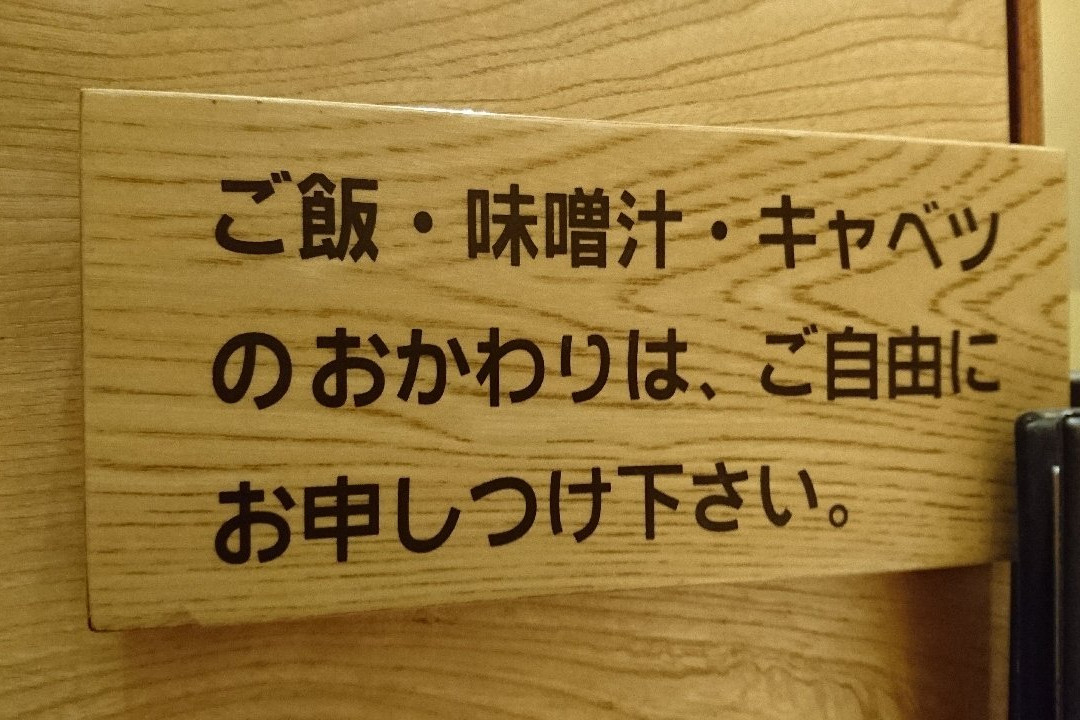 ご飯・味噌汁・キャベツ
のおかわりは、ご自由に
お申しつけ下さい。